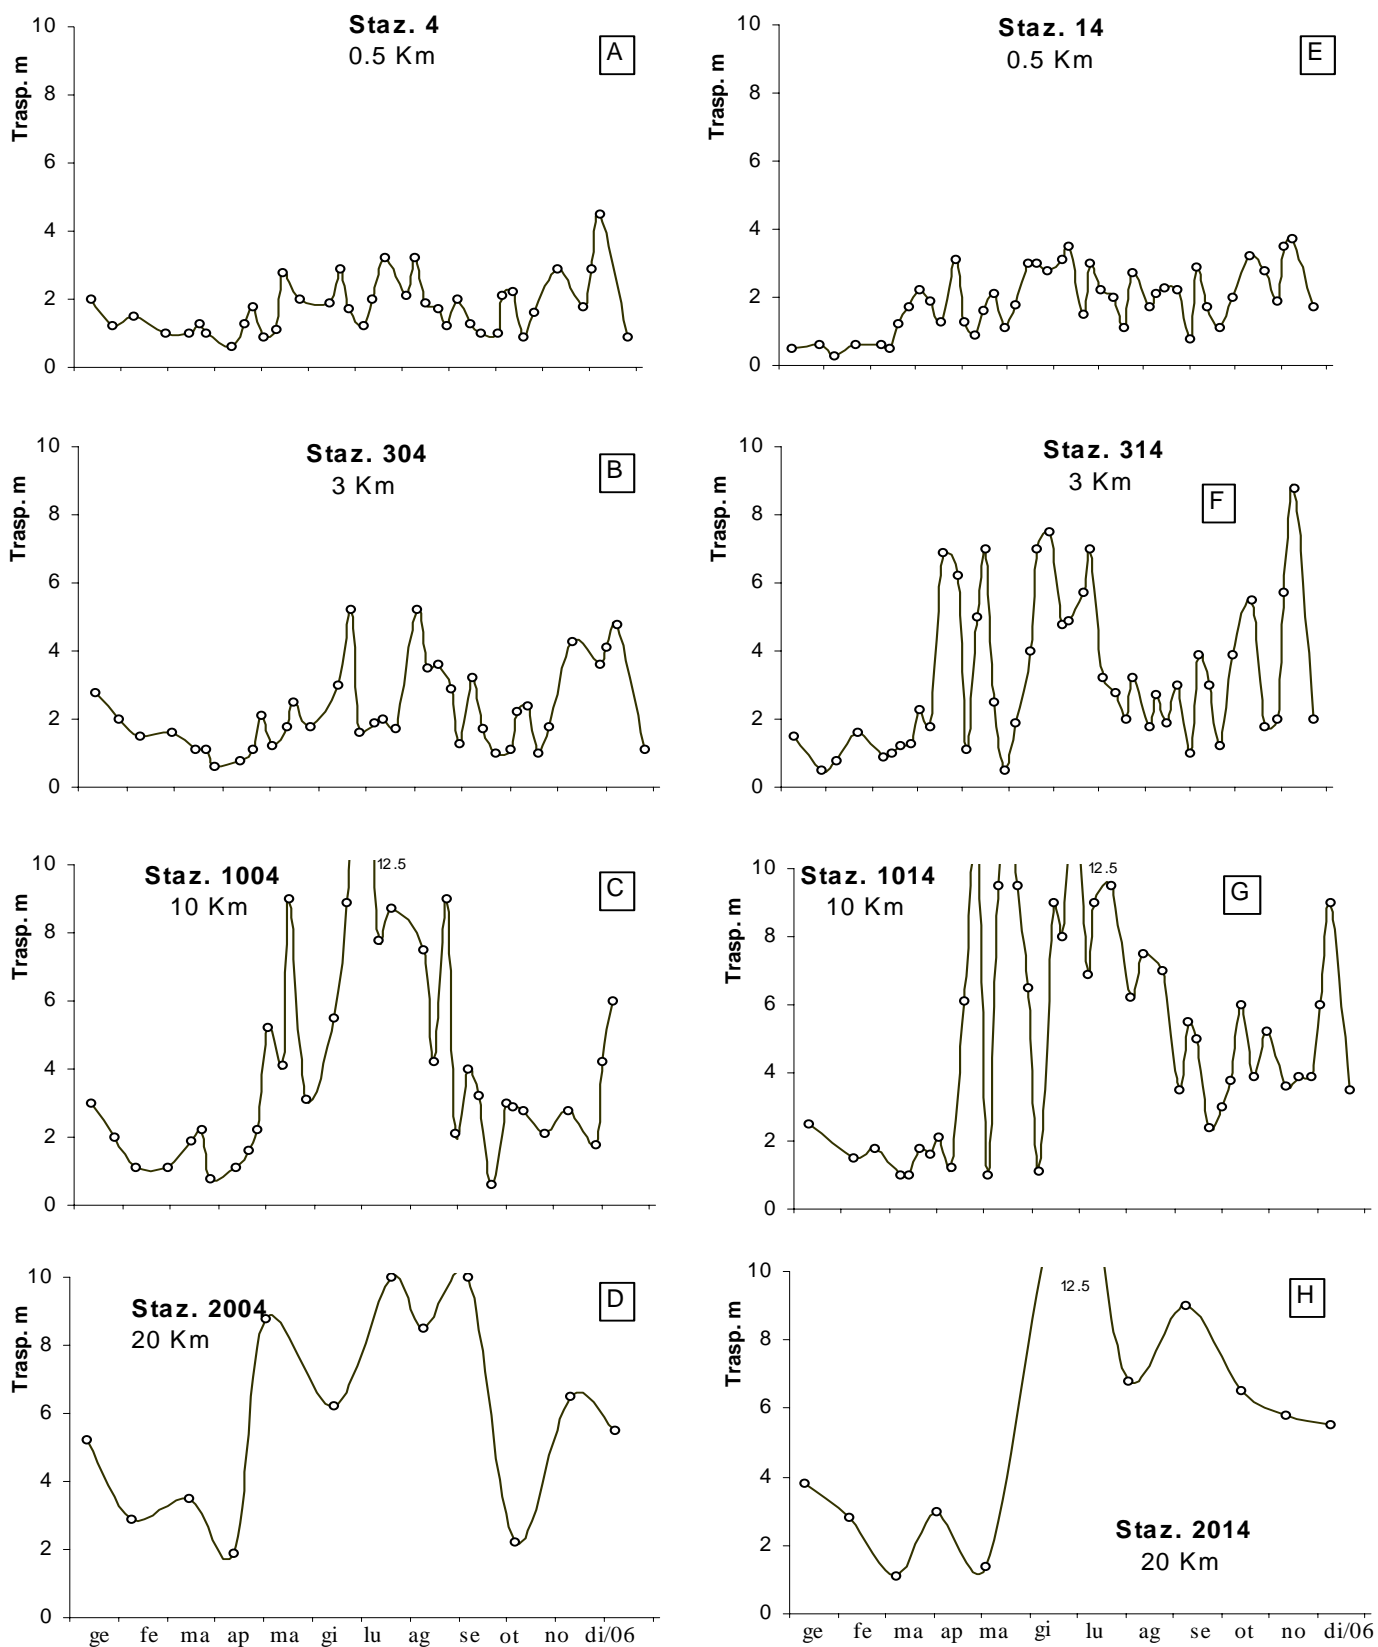 Staz. 4
0.5 Km
A
Trasp. m
10
8
6
4
2
0
Staz. 14
0.5 Km
E
Trasp. m
10
8
6
4
2
0
Staz. 304
3 Km
B
Trasp. m
10
8
6
4
2
0
Staz. 314
3 Km
F
Trasp. m
10
8
6
4
2
0
Staz. 1004
10 Km
12.5
C
Trasp. m
10
8
6
4
2
0
Staz. 1014
10 Km
12.5
G
Trasp. m
10
8
6
4
2
0
Staz. 2004
20 Km
D
Trasp. m
10
8
6
4
2
0
ge fe ma ap ma gi lu ag se ot no di/06
12.5
H
Trasp. m
10
8
6
4
2
0
Staz. 2014
20 Km
ge fe ma ap ma gi lu ag se ot no di/06